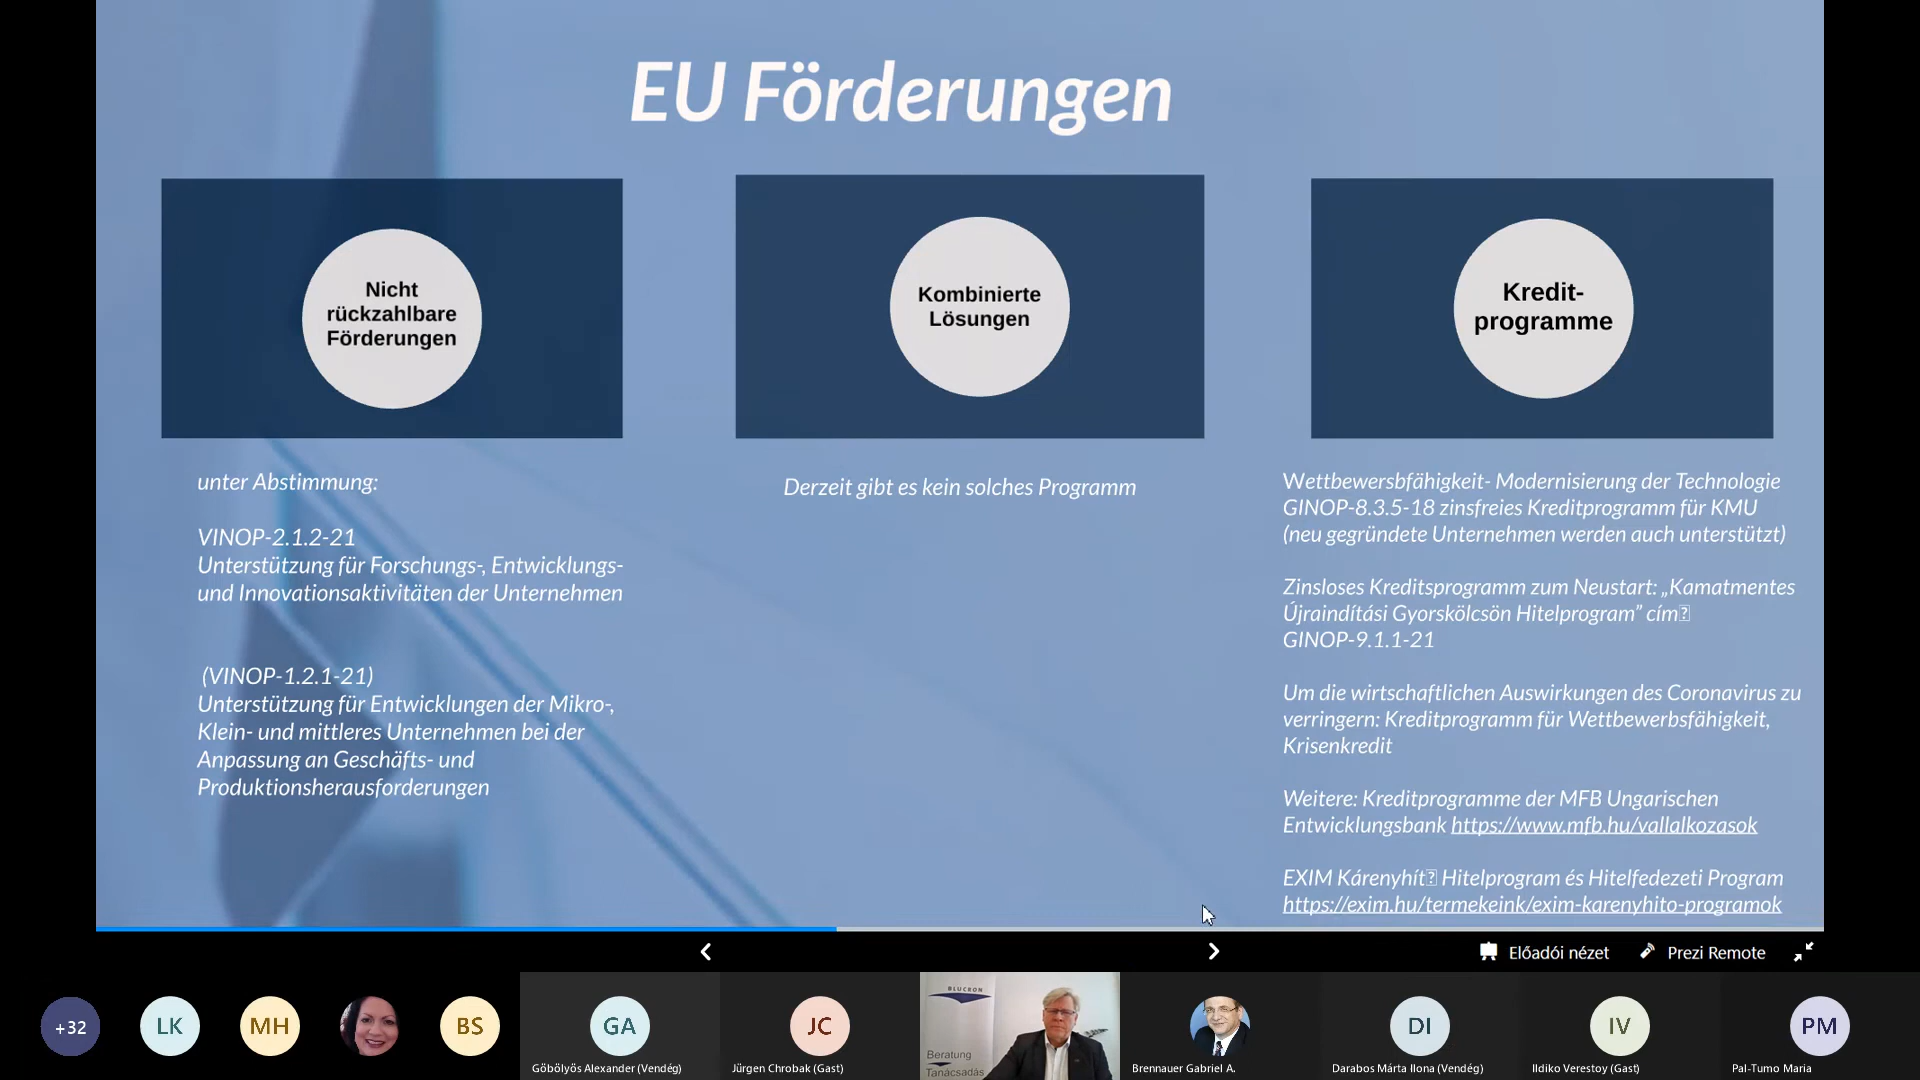 EU Förderungen
Nicht
rückzahlbare
Förderungen
Kombinierte
Lösungen
Kredit-
programme
unter Abstimmung:
VINOP-2.1.2-21
Unterstützung für Forschungs-, Entwicklungs-
und Innovationsaktivitäten der Unternehmen
(VINOP-1.2.1-21)
Unterstützung für Entwicklungen der Mikro-,
Klein- und mittleres Unternehmen bei der
Anpassung an Geschäfts- und
Produktionsherausforderungen
Derzeit gibt es kein solches Programm
Wettbewersbfähigkeit- Modernisierung der Technologie
GINOP-8.3.5-18 zinsfreies Kreditprogramm für KMU
(neu gegründete Unternehmen werden auch unterstützt)
Zinsloses Kreditsprogramm zum Neustart: „Kamatmentes
Újraindítási Gyorskölcsön Hitelprogram” cím⍰
GINOP-9.1.1-21
Um die wirtschaftlichen Auswirkungen des Coronavirus zu
verringern: Kreditprogramm für Wettbewerbsfähigkeit,
Krisenkredit
Weitere: Kreditprogramme der MFB Ungarischen
Entwicklungsbank https://www.mfb.hu/vallalkozasok
EXIM Kárenyhít⍰ Hitelprogram és Hitelfedezeti Program
https://exim.hu/termekeink/exim-karenyhito-programok
Előadói nézet
Prezi Remote
+32
LK
MH
BS
GA
Göbölyös Alexander (Vendég)
JC
Jürgen Chrobak (Gast)
BLUCRON
Beratung
Tanácsadás
Brennauer Gabriel A.
DI
Darabos Márta Ilona (Vendég)
IV
Ildiko Verestoy (Gast)
PM
Pal-Tumo Maria